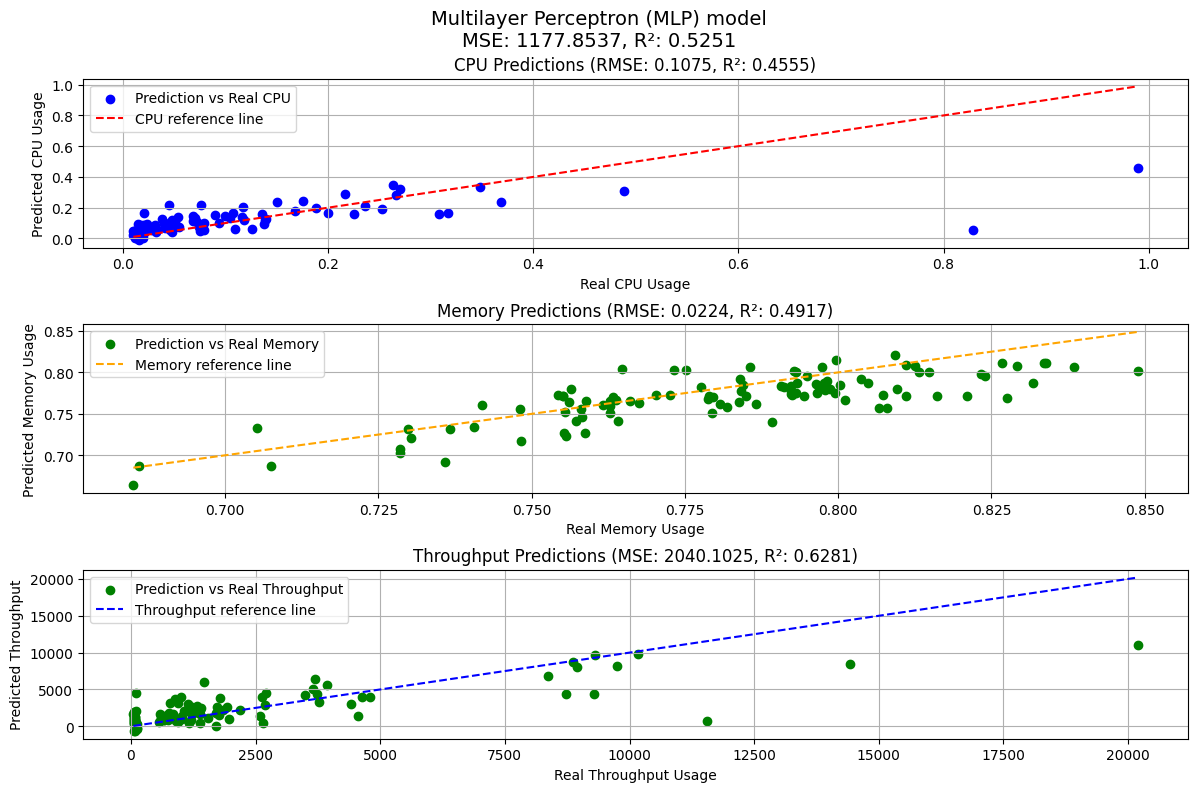 Multilayer Perceptron (MLP) model
MSE: 1177.8537, R²: 0.5251
CPU Predictions (RMSE: 0.1075, R²: 0.4555)
Predicted CPU Usage
1.0
0.8
0.6
0.4
0.2
0.0
Prediction vs Real CPU
CPU reference line
0.0 0.2 0.4 0.6 0.8 1.0
Real CPU Usage
Memory Predictions (RMSE: 0.0224, R²: 0.4917)
Predicted Memory Usage
0.85
0.80
0.75
0.70
Prediction vs Real Memory
Memory reference line
0.700 0.725 0.750 0.775 0.800 0.825 0.850
Real Memory Usage
Throughput Predictions (MSE: 2040.1025, R²: 0.6281)
Predicted Throughput
20000
15000
10000
5000
0
Prediction vs Real Throughput
Throughput reference line
0 2500 5000 7500 10000 12500 15000 17500 20000
Real Throughput Usage